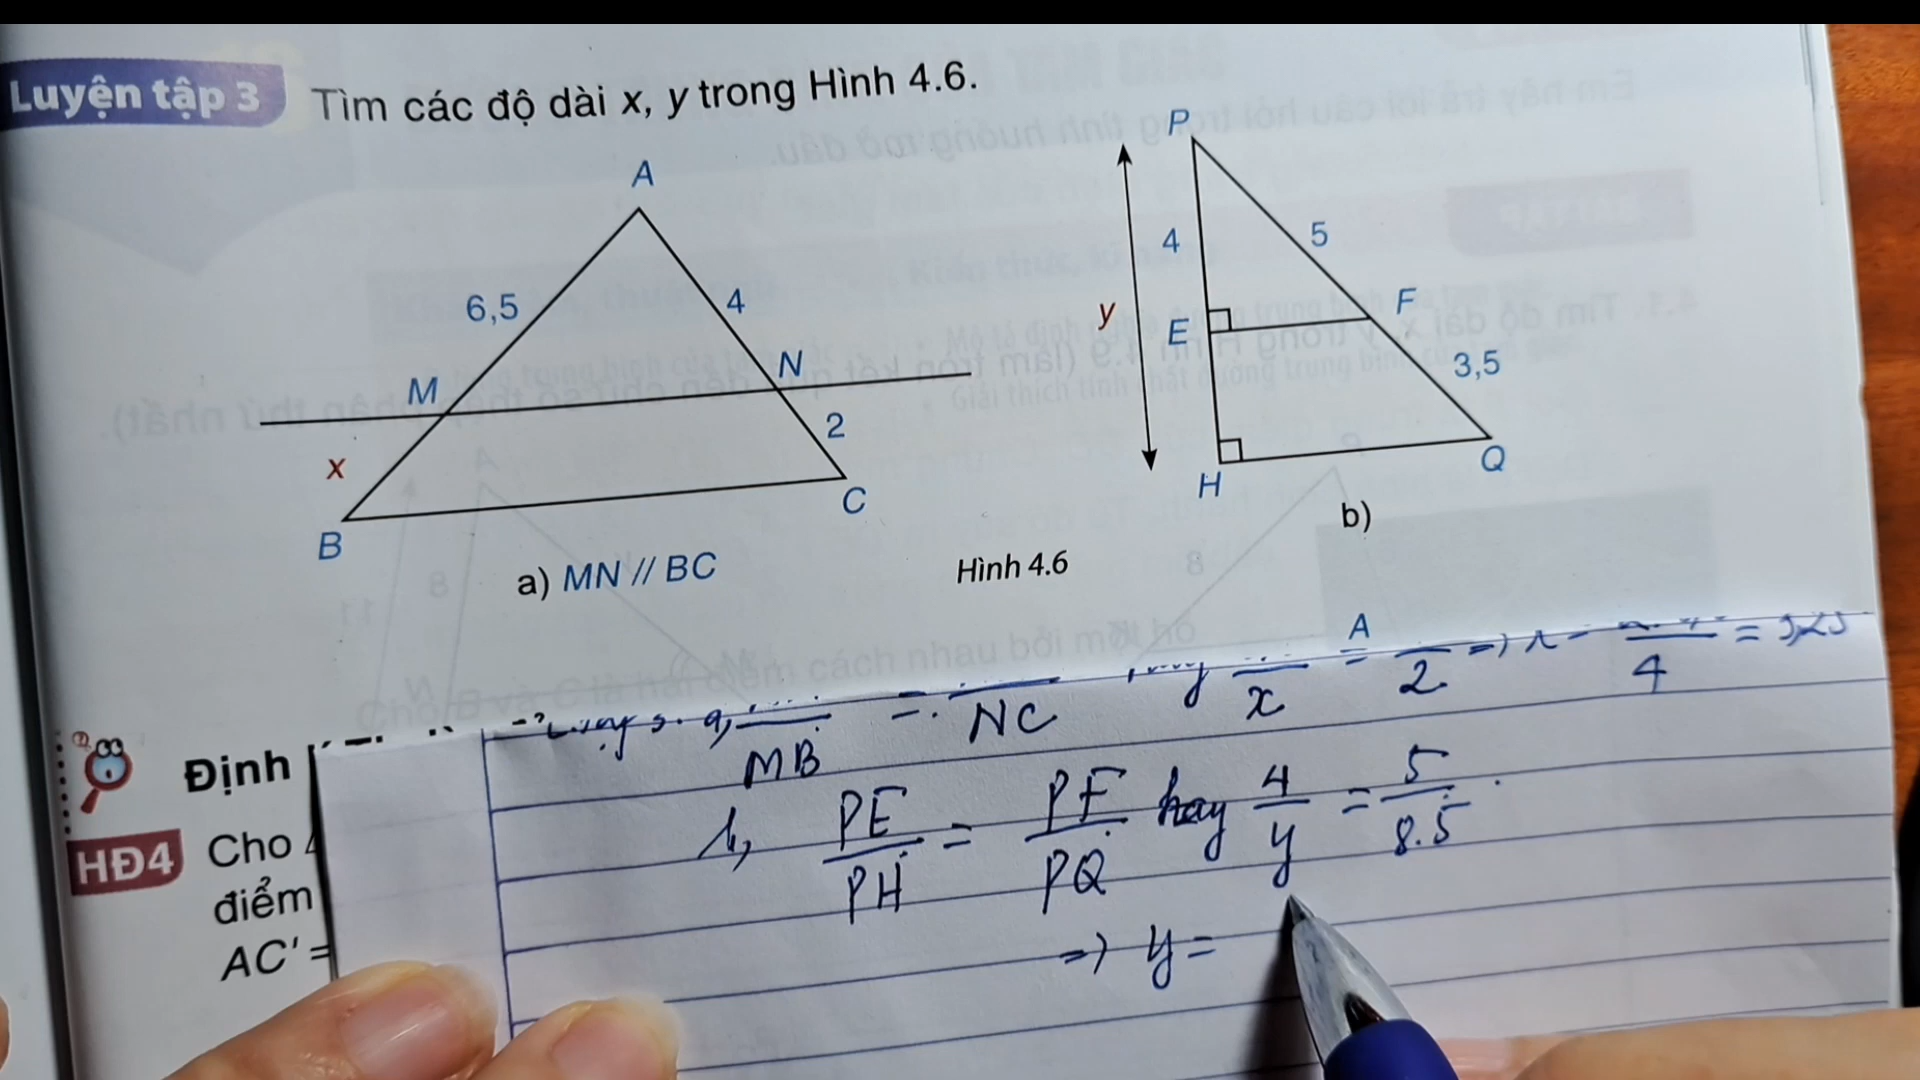 Luyện tập 3 Tìm các độ dài x, y trong Hình 4.6.
A
6,5
4
M
N
x
2
B
C
a) MN // BC
P
4
5
y
E
F
3,5
H
Q
b)
Hình 4.6
A
MB = NC x = 2 => 4 =
b, PE/PH = PF/PQ hay 4/y = 5/8.5
=> y =
Định
HĐ4 Cho
điểm
AC' =